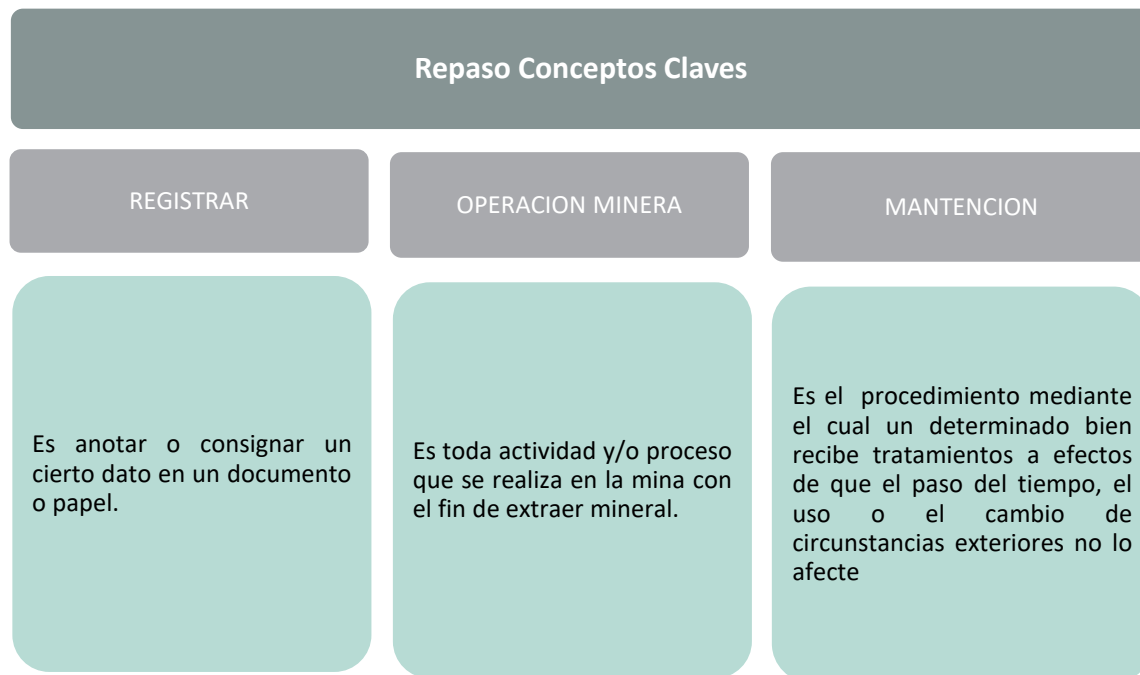 Repaso Conceptos Claves
REGISTRAR
OPERACION MINERA
MANTENCION
Es anotar o consignar un
cierto dato en un documento
o papel.
Es toda actividad y/o proceso
que se realiza en la mina con
el fin de extraer mineral.
Es el procedimiento mediante
el cual un determinado bien
recibe tratamientos a efectos
de que el paso del tiempo, el
uso o el cambio de
circunstancias exteriores no lo
afecte